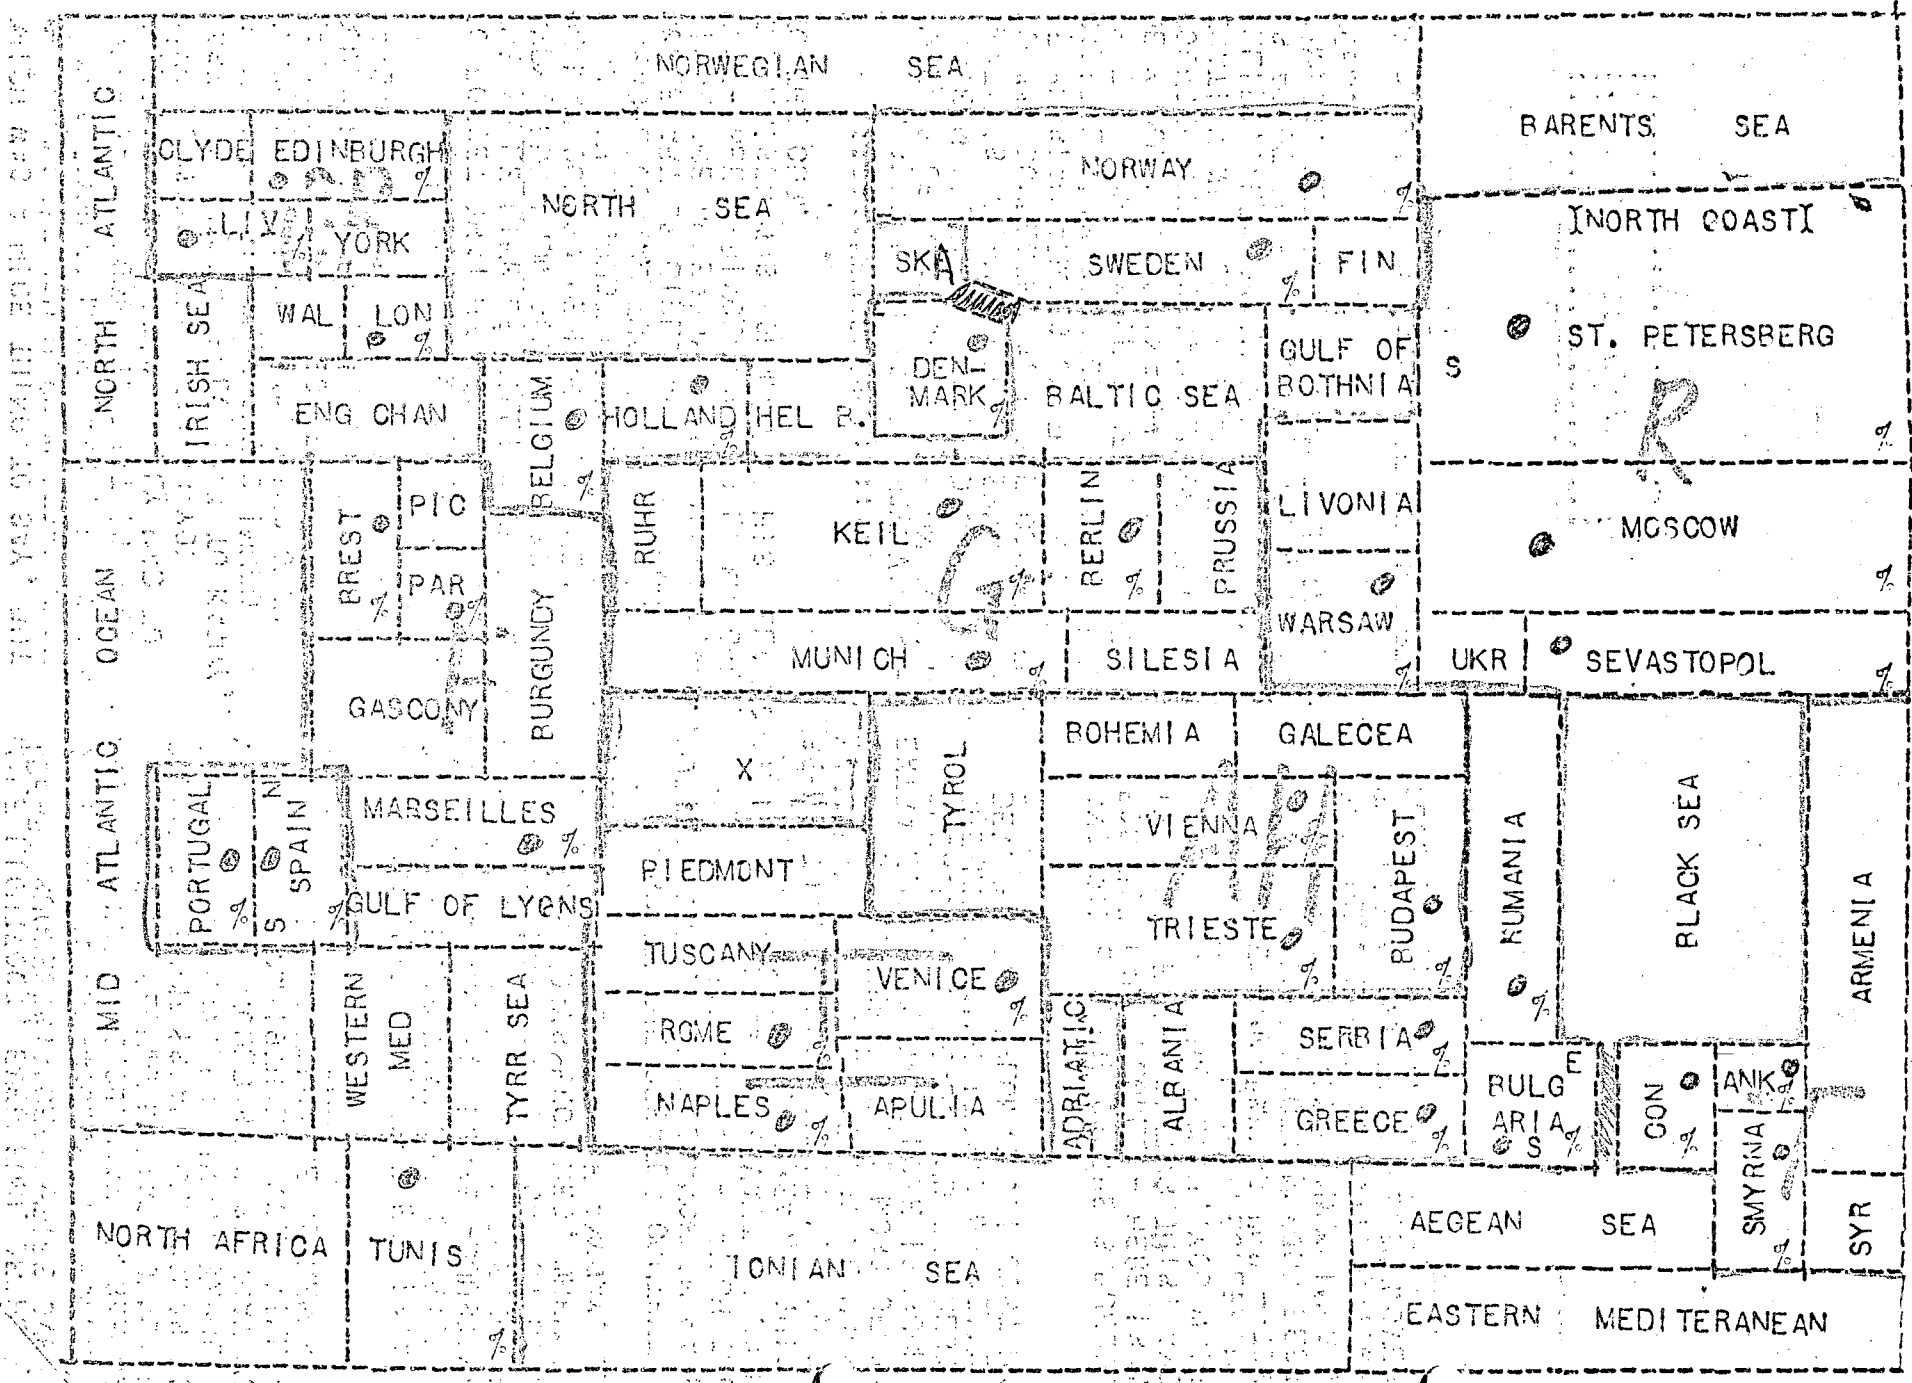 NORWEGIAN SEA
BARENTS SEA
NORTH ATLANTIC
CLYDE
EDINBURGH
%
NORTH SEA
NORWAY
%
[NORTH COAST]
LIV
%
YORK
SKA
SWEDEN
%
FIN
IRISH SEA
WAL
LON
%
DEN-
MARK
%
BALTIC SEA
GULF OF
BOTHNIA
S
ST. PETERSBERG
%
R
ENG CHAN
BELGIUM
%
HOLLAND
%
HEL B.
MID ATLANTIC OCEAN
BREST
%
PIC
PAR
%
RUHR
KEIL
%
G
BERLIN
%
PRUSSIA
LIVONIA
MOSCOW
%
BURGUNDY
WARSAW
%
GASCONY
F
MUNICH
%
SILESIA
UKR
SEVASTOPOL
%
X
TYROL
BOHEMIA
GALECEA
PORTUGAL
%
N
SPAIN
S
%
MARSEILLES
%
PIEDMONT
VIENNA
AH
BUDAPEST
%
RUMANIA
%
BLACK SEA
ARMENIA
GULF OF LYONS
TRIESTE
%
TUSCANY
VENICE
%
I
WESTERN
MED
TYRR SEA
ROME
%
ADRIATIC
ALBANIA
SERBIA
%
NAPLES
%
APULIA
GREECE
%
BULG
ARIA
E
S
%
CON
%
ANK
%
SMYRNA
%
SYR
NORTH AFRICA
TUNIS
%
IONIAN SEA
AEGEAN SEA
EASTERN MEDITERANEAN